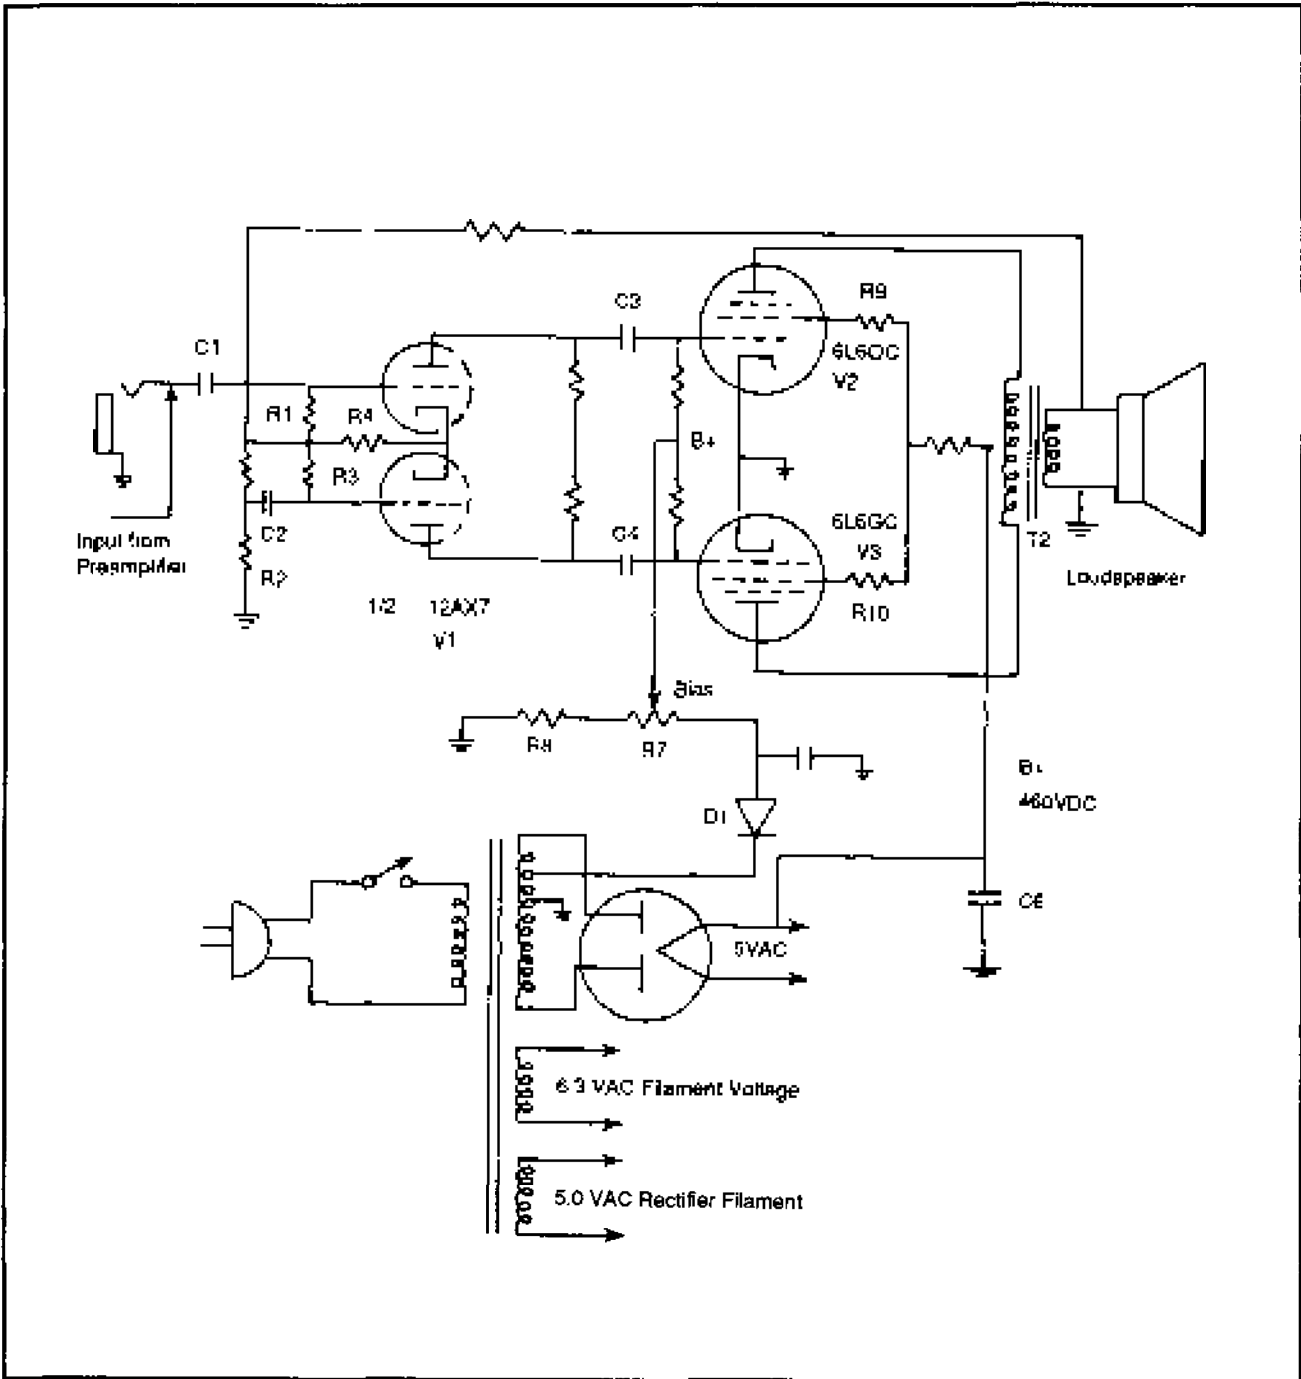 C3
R9
6L6GC
V2
C1
R1
R4
B+
R3
6L6GC
V3
C2
C4
T2
Input from
Preamplifier
R2
Loudspeaker
R10
1/2 12AX7
V1
Bias
R8
R7
B+
460VDC
D1
C6
5VAC
6.3 VAC Filament Voltage
5.0 VAC Rectifier Filament